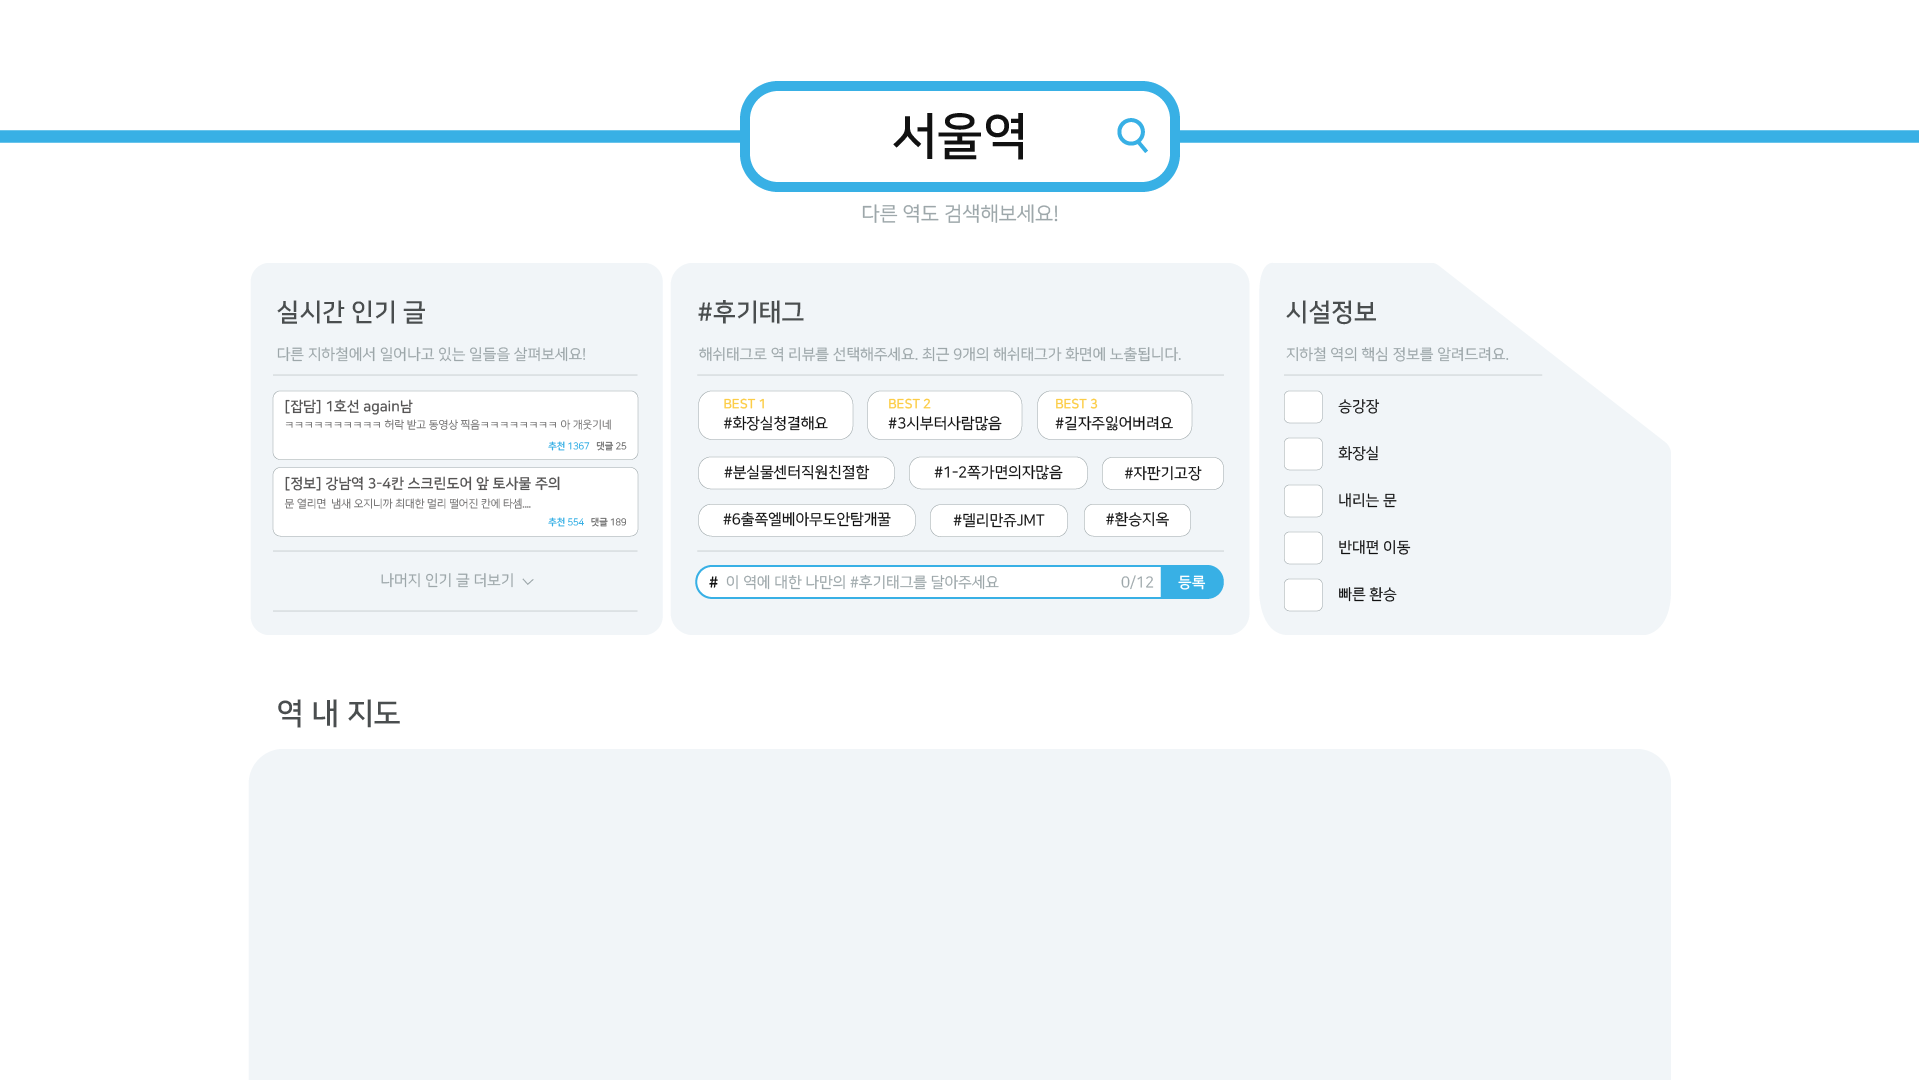 서울역
다른 역도 검색해보세요!
실시간 인기 글
다른 지하철에서 일어나고 있는 일들을 살펴보세요!
[잡담] 1호선 again남
ㅋㅋㅋㅋㅋㅋㅋㅋㅋㅋ 허락 받고 동영상 찍음ㅋㅋㅋㅋㅋㅋㅋㅋ 아 개웃기네
추천 1367 댓글 25
[정보] 강남역 3-4칸 스크린도어 앞 토사물 주의
문 열리면 냄새 오지니까 최대한 멀리 떨어진 칸에 타셈....
추천 554 댓글 189
나머지 인기 글 더보기
#후기태그
해쉬태그로 역 리뷰를 선택해주세요. 최근 9개의 해쉬태그가 화면에 노출됩니다.
BEST 1
#화장실청결해요
BEST 2
#3시부터사람많음
BEST 3
#길자주잃어버려요
#분실물센터직원친절함
#1-2쪽가면의자많음
#자판기고장
#6출쪽엘베아무도안탐개꿀
#델리만쥬JMT
#환승지옥
# 이 역에 대한 나만의 #후기태그를 달아주세요 0/12 등록
시설정보
지하철 역의 핵심 정보를 알려드려요.
승강장
화장실
내리는 문
반대편 이동
빠른 환승
역 내 지도